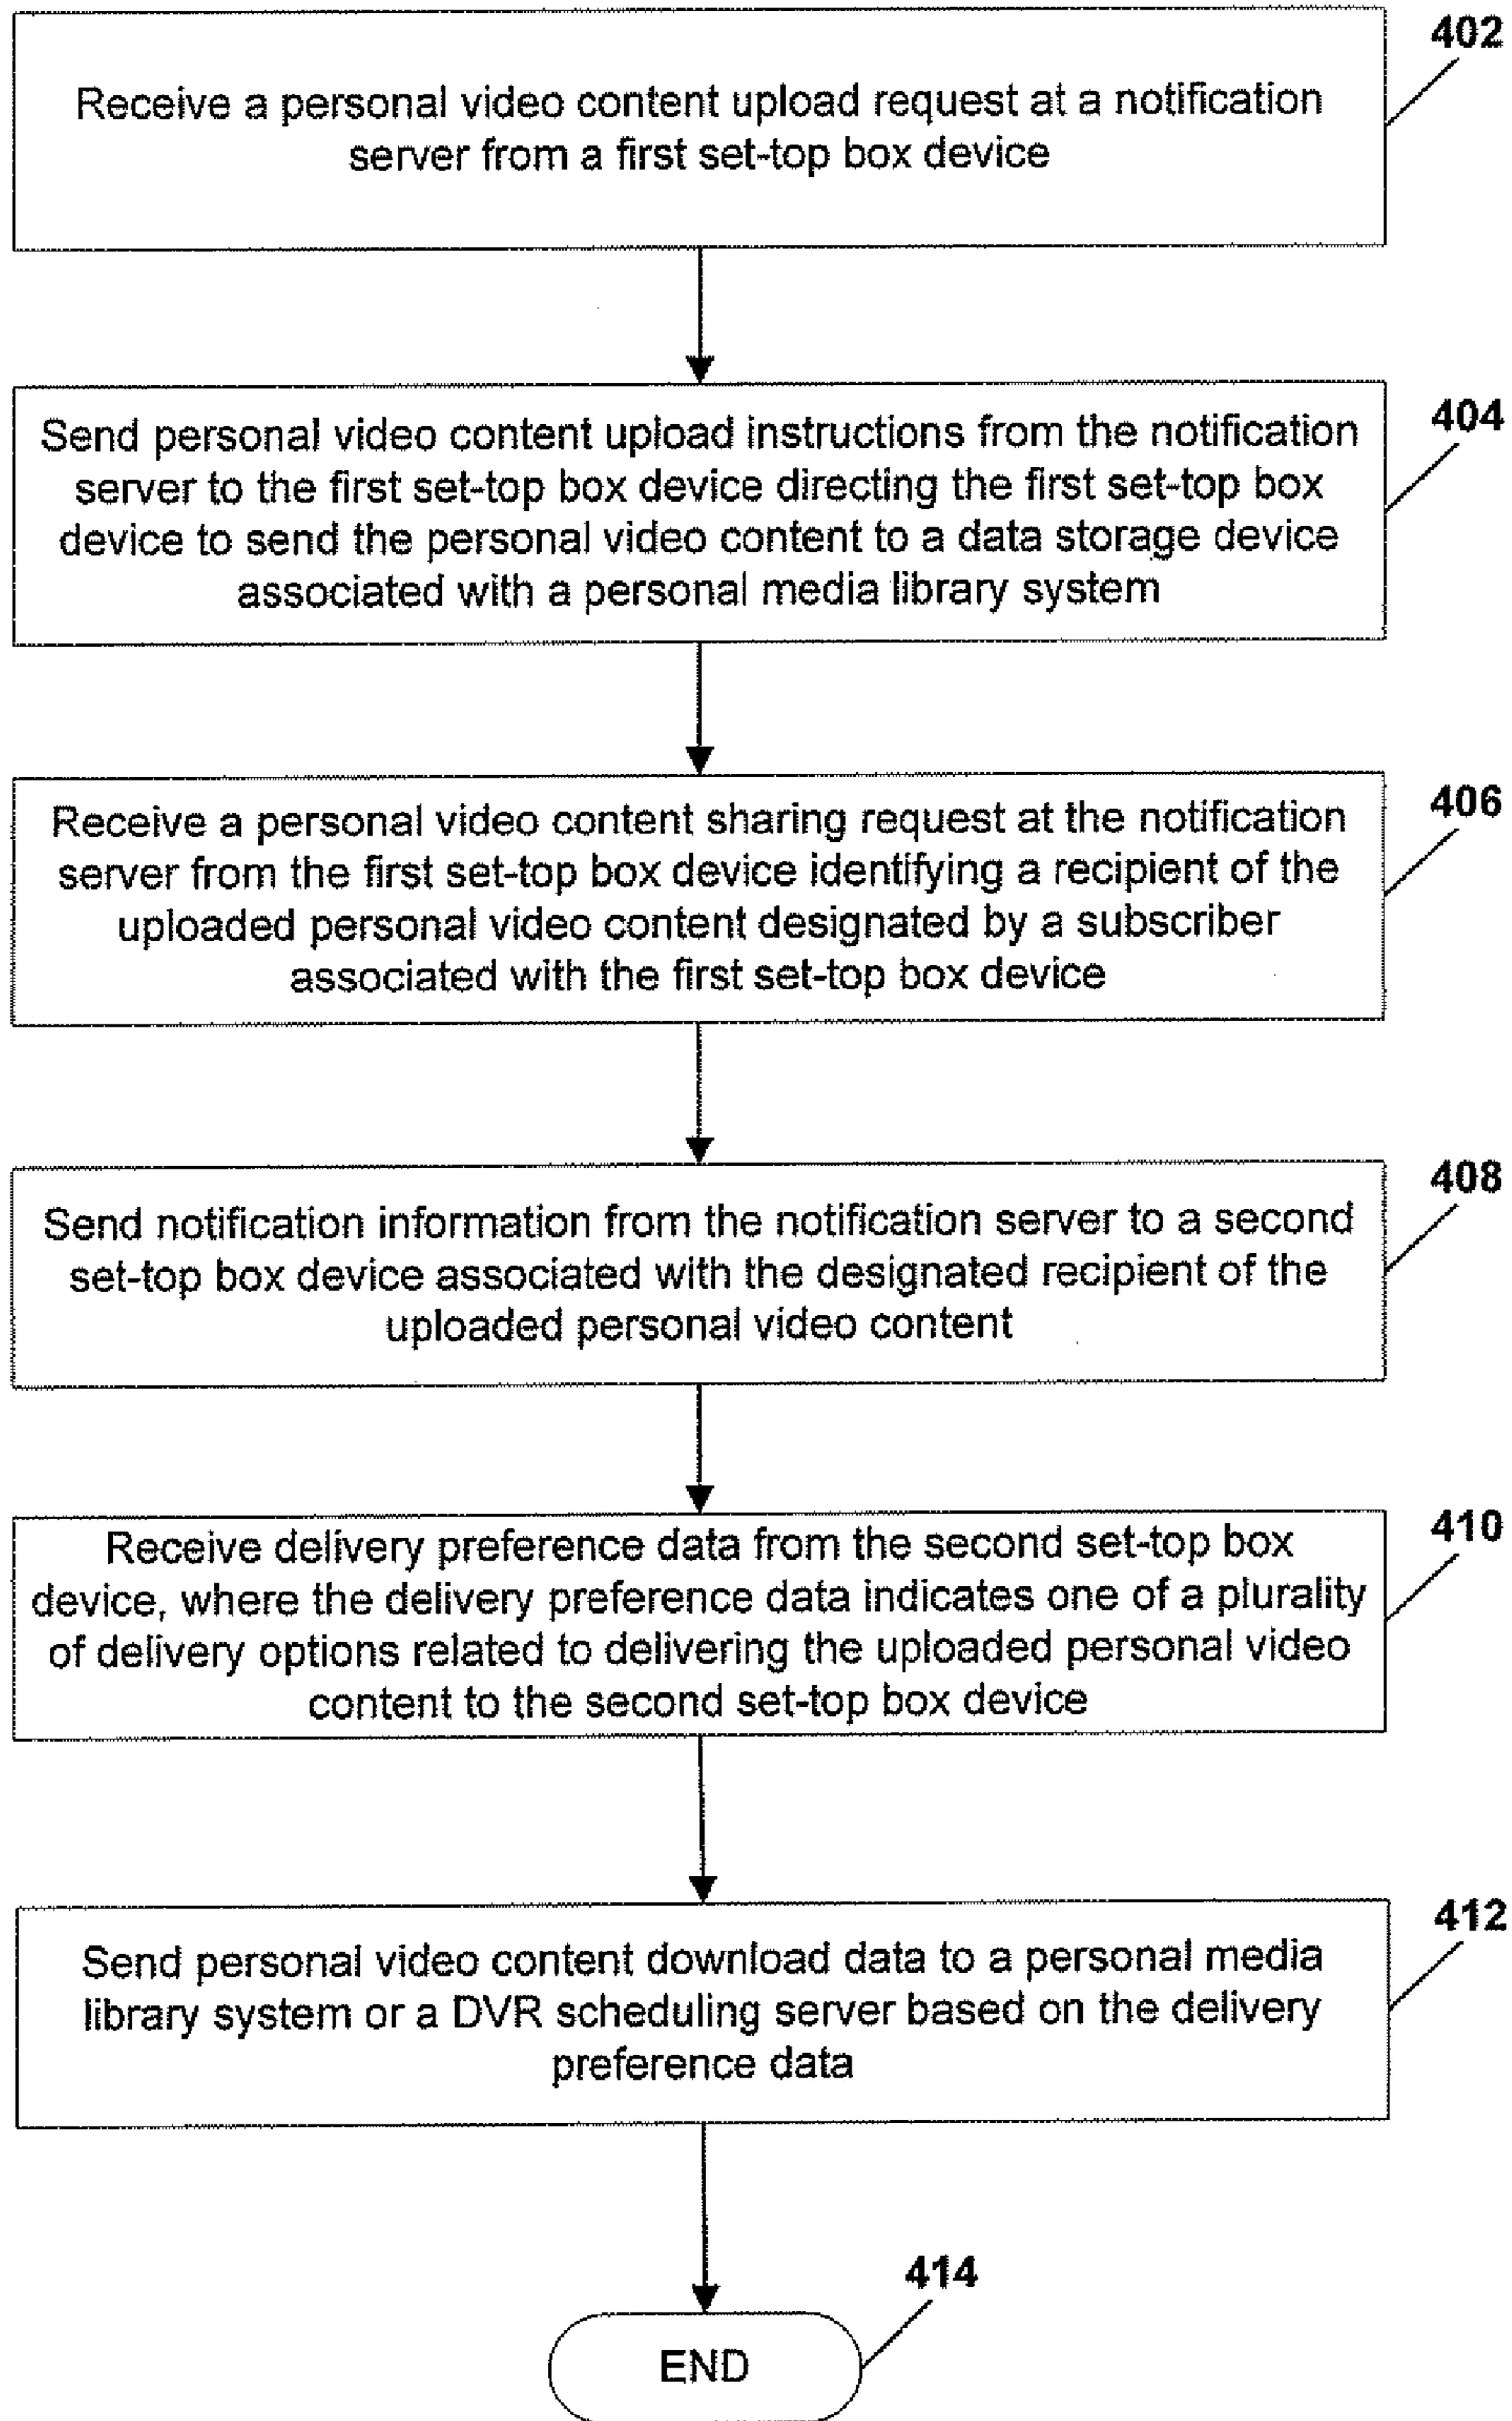 402
Receive a personal video content upload request at a notification
server from a first set-top box device
404
Send personal video content upload instructions from the notification
server to the first set-top box device directing the first set-top box
device to send the personal video content to a data storage device
associated with a personal media library system
406
Receive a personal video content sharing request at the notification
server from the first set-top box device identifying a recipient of the
uploaded personal video content designated by a subscriber
associated with the first set-top box device
408
Send notification information from the notification server to a second
set-top box device associated with the designated recipient of the
uploaded personal video content
410
Receive delivery preference data from the second set-top box
device, where the delivery preference data indicates one of a plurality
of delivery options related to delivering the uploaded personal video
content to the second set-top box device
412
Send personal video content download data to a personal media
library system or a DVR scheduling server based on the delivery
preference data
414
END